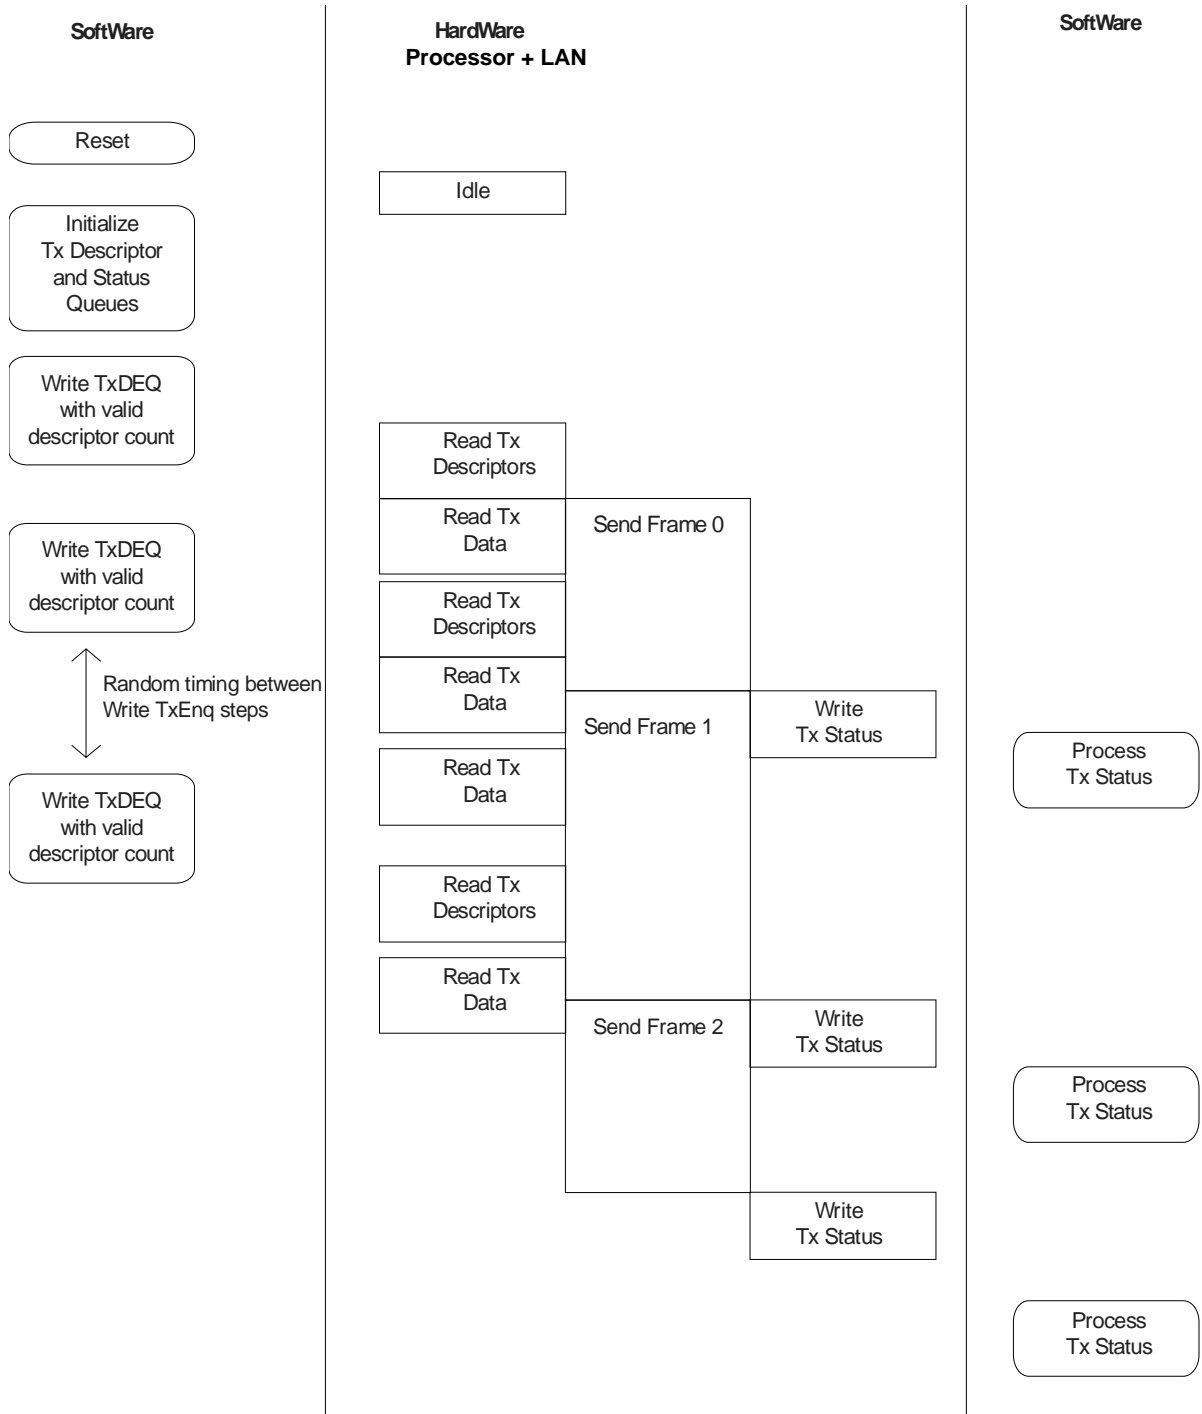 SoftWare
Reset
Initialize
Tx Descriptor
and Status
Queues
Write TxDEQ
with valid
descriptor count
Write TxDEQ
with valid
descriptor count
Random timing between
Write TxEnq steps
Write TxDEQ
with valid
descriptor count
HardWare
Processor + LAN
Idle
Read Tx
Descriptors
Read Tx
Data
Send Frame 0
Read Tx
Descriptors
Read Tx
Data
Send Frame 1
Write
Tx Status
Read Tx
Data
Read Tx
Descriptors
Read Tx
Data
Send Frame 2
Write
Tx Status
Write
Tx Status
SoftWare
Process
Tx Status
Process
Tx Status
Process
Tx Status